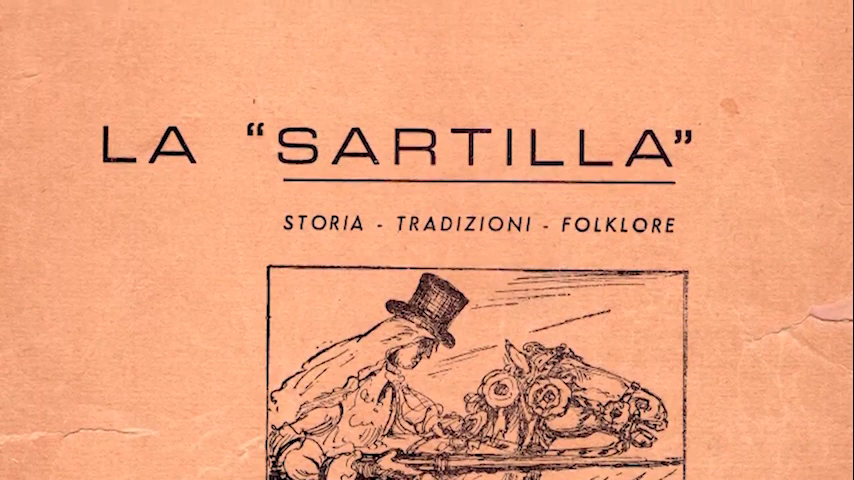 LA “SARTILLA”
STORIA - TRADIZIONI - FOLKLORE